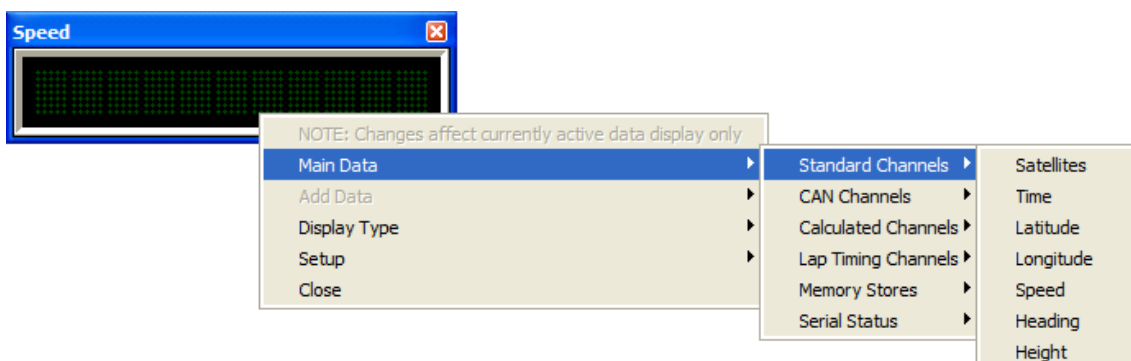 Speed
NOTE: Changes affect currently active data display only
Main Data
Add Data
Display Type
Setup
Close
Standard Channels
CAN Channels
Calculated Channels
Lap Timing Channels
Memory Stores
Serial Status
Satellites
Time
Latitude
Longitude
Speed
Heading
Height